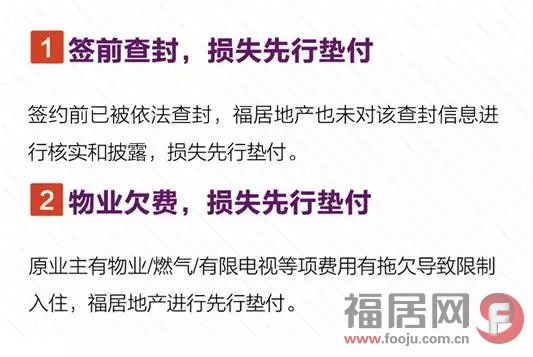 1 签前查封，损失先行垫付
签约前已被依法查封，福居地产也未对该查封信息进
行核实和披露，损失先行垫付。
2 物业欠费，损失先行垫付
原业主有物业/燃气/有限电视等项费用有拖欠导致限制
入住，福居地产进行先行垫付。
福居网
www.fooju.com.cn